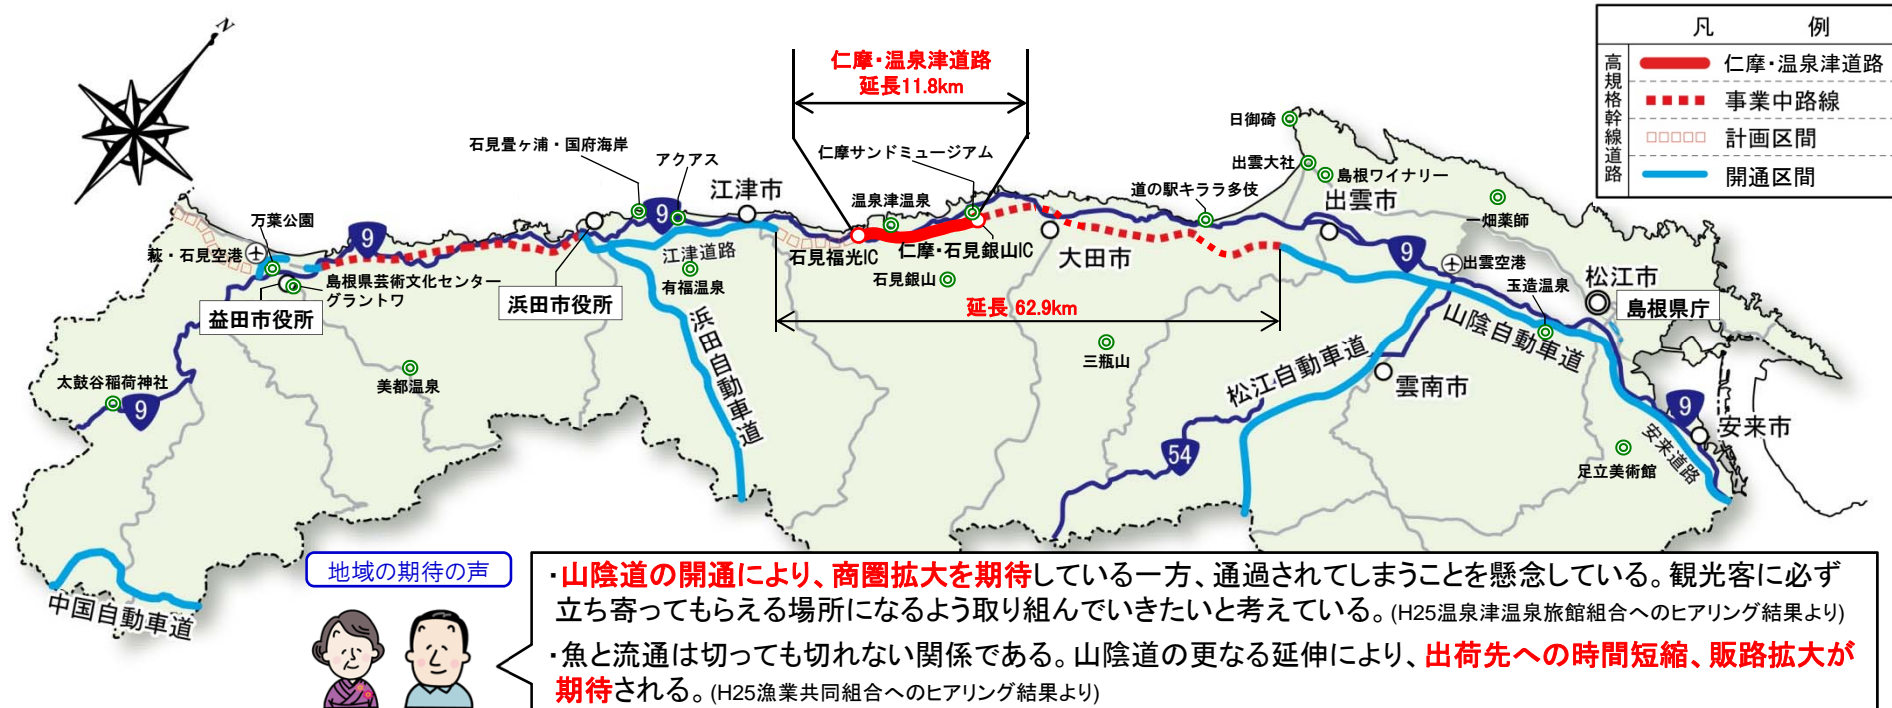 N
仁摩・温泉津道路
延長11.8km
凡 例
高規格幹線道路
仁摩・温泉津道路
事業中路線
計画区間
開通区間
日御碕
出雲大社
島根ワイナリー
出雲市
一畑薬師
石見畳ヶ浦・国府海岸
アクアス
江津市
仁摩サンドミュージアム
温泉津温泉
道の駅キララ多伎
万葉公園
萩・石見空港
9
9
9
江津道路
有福温泉
石見福光IC
仁摩・石見銀山IC
石見銀山
大田市
出雲空港
松江市
島根県庁
玉造温泉
島根県芸術文化センター
グラントワ
益田市役所
浜田市役所
延長 62.9km
浜田自動車道
三瓶山
松江自動車道
山陰自動車道
雲南市
美都温泉
太鼓谷稲荷神社
9
54
9
安来市
安来道路
足立美術館
中国自動車道
地域の期待の声
・山陰道の開通により、商圏拡大を期待している一方、通過されてしまうことを懸念している。観光客に必ず
立ち寄ってもらえる場所になるよう取り組んでいきたいと考えている。(H25温泉津温泉旅館組合へのヒアリング結果より)
・魚と流通は切っても切れない関係である。山陰道の更なる延伸により、出荷先への時間短縮、販路拡大が
期待される。(H25漁業共同組合へのヒアリング結果より)